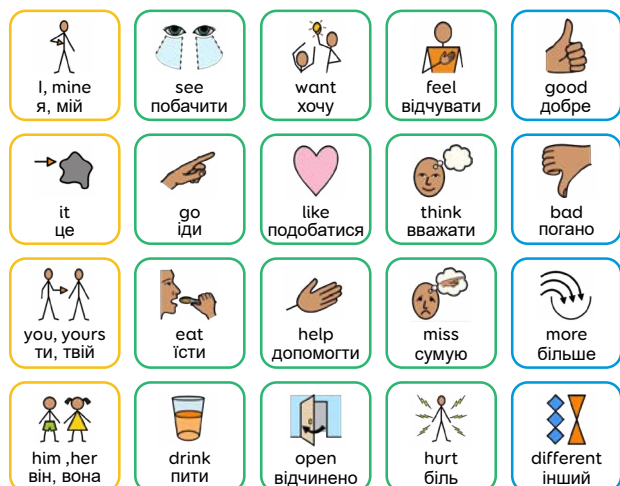 I, mine
я, мій
see
побачити
want
хочу
feel
відчувати
good
добре
it
це
go
іди
like
подобатися
think
вважати
bad
погано
you, yours
ти, твій
eat
їсти
help
допомогти
miss
сумую
more
більше
him ,her
він, вона
drink
пити
open
відчинено
hurt
біль
different
інший